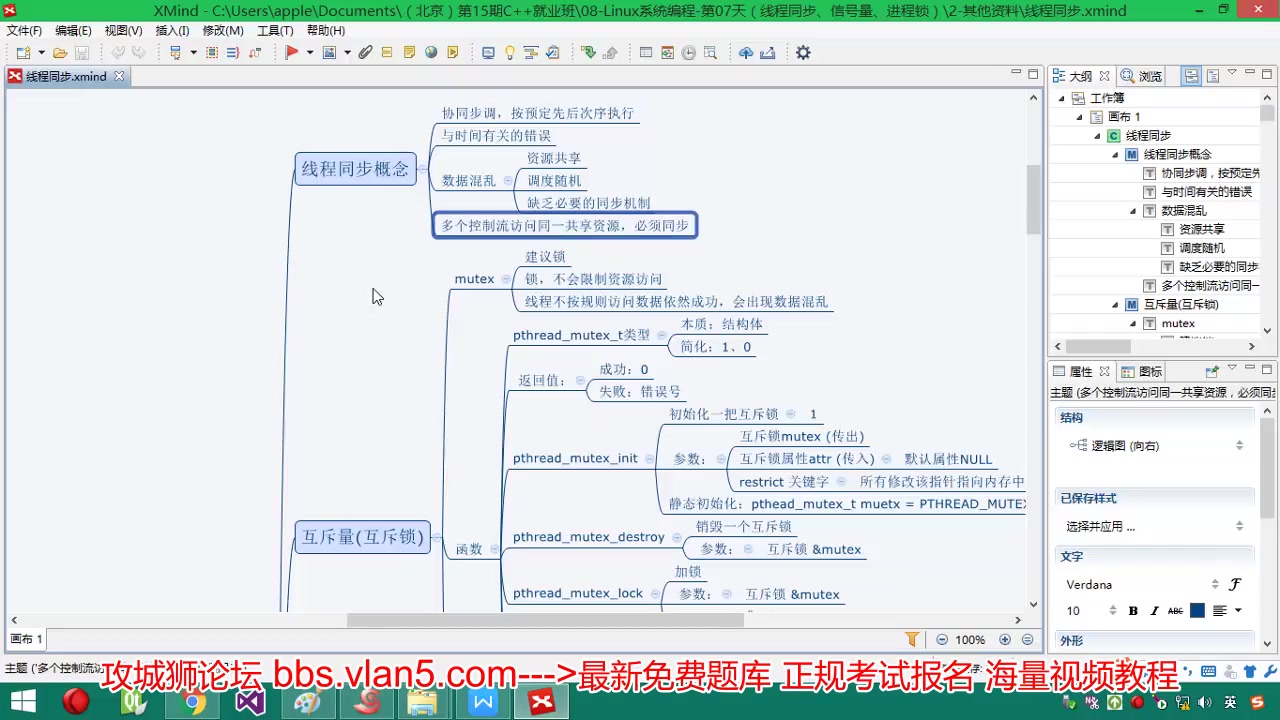 XMind - C:\Users\apple\Documents\（北京）第15期C++就业班\08-Linux系统编程-第07天（线程同步、信号量、进程锁）\2-其他资料\线程同步.xmind
文件(F) 编辑(E) 视图(V) 插入(I) 修改(M) 工具(T) 帮助(H)
线程同步.xmind
协同步调，按预定先后次序执行
与时间有关的错误
线程同步概念
数据混乱
资源共享
调度随机
缺乏必要的同步机制
多个控制流访问同一共享资源，必须同步
mutex
建议锁
锁，不会限制资源访问
线程不按规则访问数据依然成功，会出现数据混乱
互斥量(互斥锁)
函数
pthread_mutex_t类型
本质：结构体
简化：1、0
返回值：
成功：0
失败：错误号
pthread_mutex_init
初始化一把互斥锁 1
参数：
互斥锁mutex (传出)
互斥锁属性attr (传入) 默认属性NULL
restrict 关键字 所有修改该指针指向内存中
静态初始化：pthead_mutex_t muetx = PTHREAD_MUTEX
pthread_mutex_destroy
销毁一个互斥锁
参数： 互斥锁 &mutex
pthread_mutex_lock
加锁
参数： 互斥锁 &mutex
画布 1
100%
大纲 浏览
工作簿
画布 1
C 线程同步
M 线程同步概念
T 协同步调，按预定先
T 与时间有关的错误
T 数据混乱
T 资源共享
T 调度随机
T 缺乏必要的同步
T 多个控制流访问同一
M 互斥量(互斥锁)
T mutex
属性 图标
主题 (多个控制流访问同一共享资源，必须同步
结构
逻辑图 (向右)
已保存样式
选择并应用 ...
文字
Verdana
10 B I ABC
外形
主题 ('多个控制流访
攻城狮论坛 bbs.vlan5.com--->最新免费题库 正规考试报名 海量视频教程
英